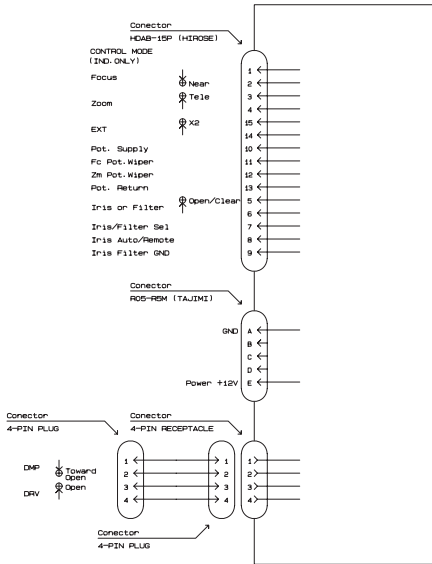 Conector
HDAB-15P (HIROSE)
CONTROL MODE
(IND.ONLY)
Focus
Near
Zoom
Tele
EXT
X2
Pot. Supply
Fc Pot.Wiper
Zm Pot.Wiper
Pot. Return
Iris or Filter
Open/Clear
Iris/Filter Sel
Iris Auto/Remote
Iris Filter GND
1
2
3
4
15
14
10
11
12
13
5
6
7
8
9
Conector
R05-R5M (TAJIMI)
GND A
B
C
D
Power +12V E
Conector
4-PIN PLUG
Conector
4-PIN RECEPTACLE
DMP
Toward
Open
Open
DRV
1 1 1
2 2 2
3 3 3
4 4 4
Conector
4-PIN PLUG